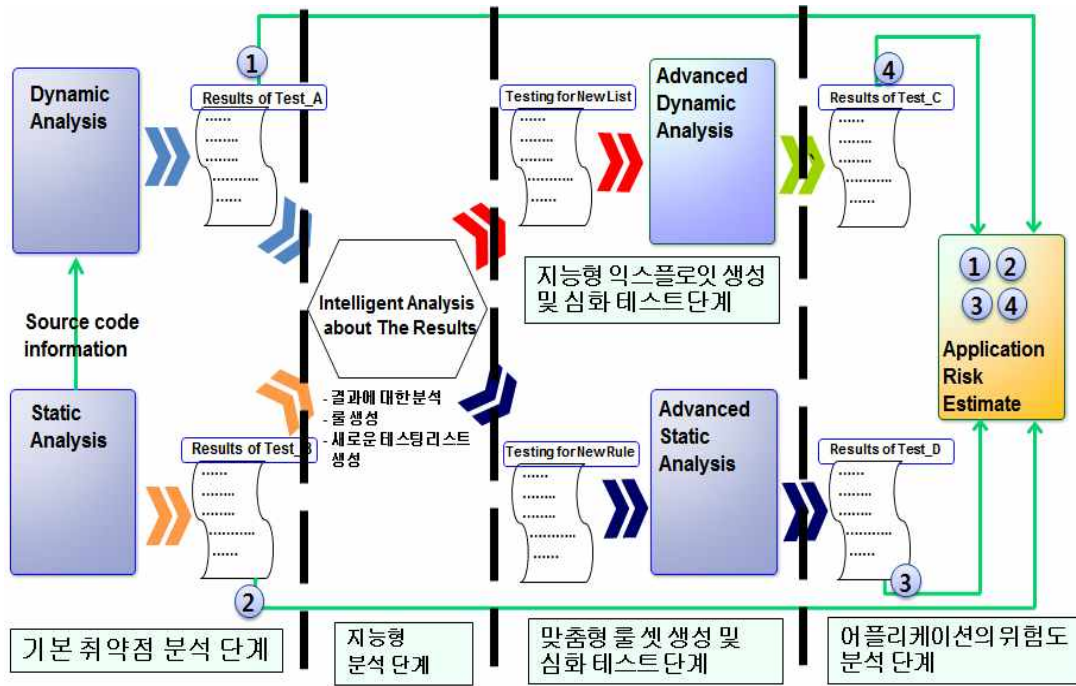 1
4
Dynamic
Analysis
Results of Test_A
......
........
........
............
......
Testing for New List
......
........
........
............
......
Advanced
Dynamic
Analysis
Results of Test_C
......
........
........
............
......
지능형 익스플로잇 생성
및 심화 테스트 단계
Intelligent Analysis
about The Results
1 2
3 4
Application
Risk
Estimate
Source code
information
- 결과에 대한 분석
- 룰 생성
- 새로운 테스팅 리스트
생성
Static
Analysis
Results of Test_B
......
........
........
............
......
Testing for New Rule
......
........
........
............
......
Advanced
Static
Analysis
Results of Test_D
......
........
........
............
......
2
3
기본 취약점 분석 단계
지능형
분석 단계
맞춤형 룰 셋 생성 및
심화 테스트 단계
어플리케이션의 위험도
분석 단계